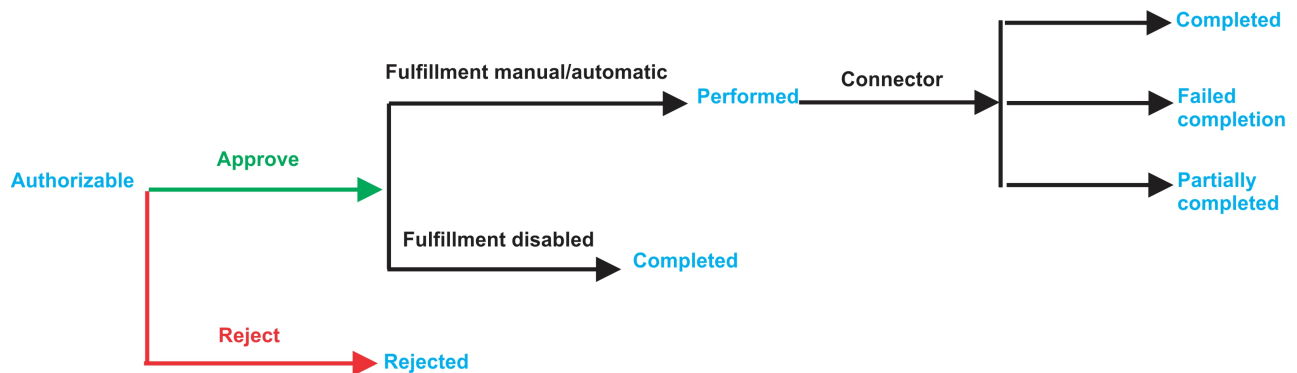 Completed
Fulfillment manual/automatic
Connector
Performed
Failed
completion
Approve
Authorizable
Partially
completed
Fulfillment disabled
Completed
Reject
Rejected